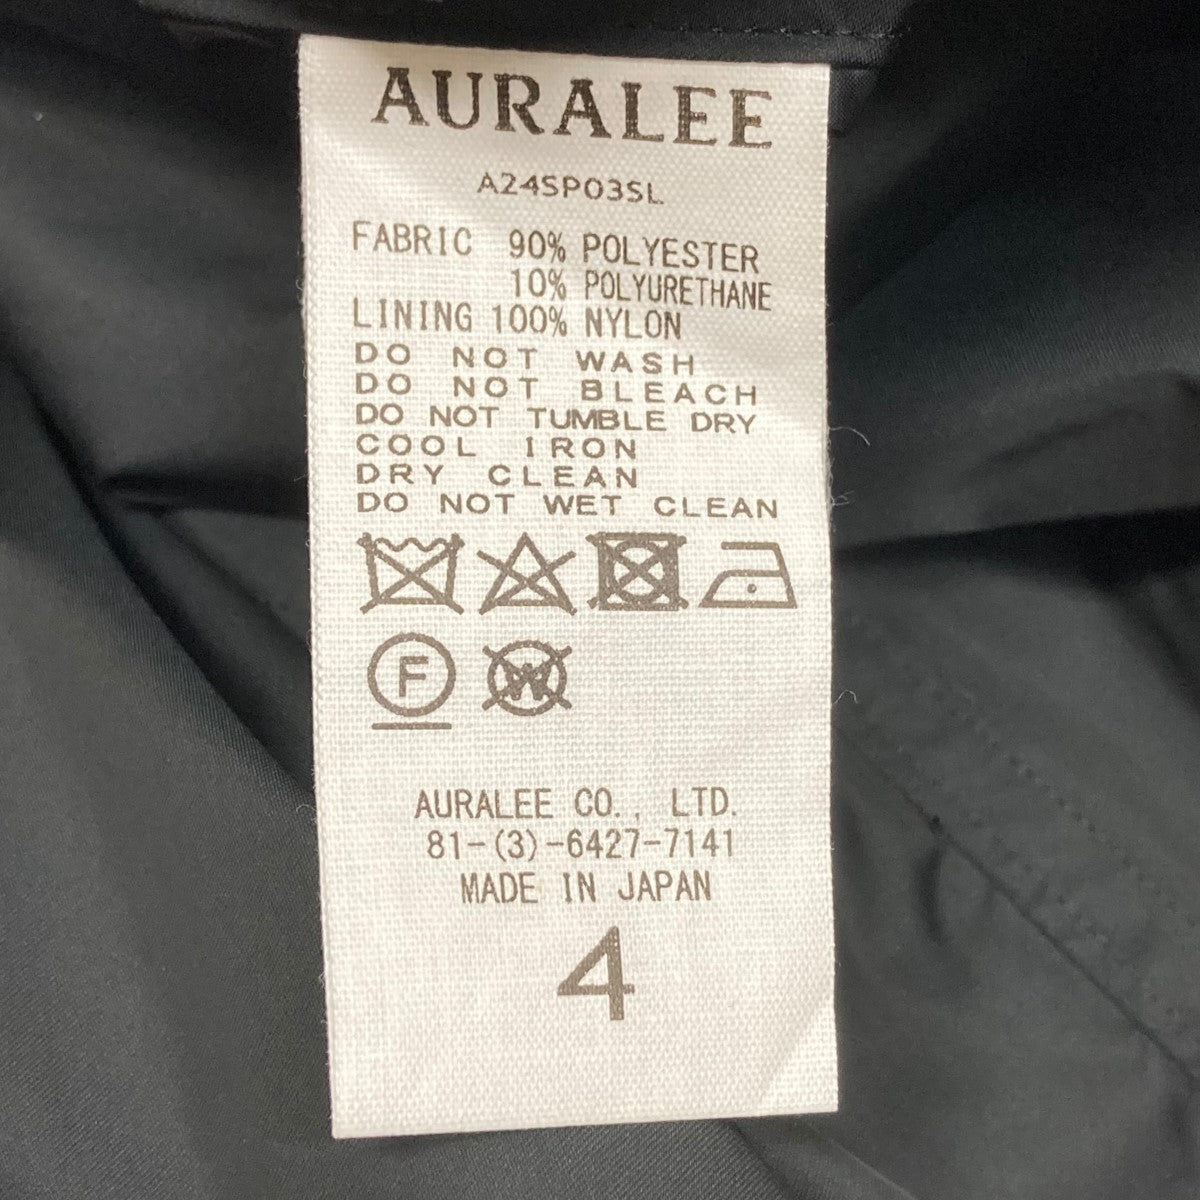 AURALEE
A24SP03SL
FABRIC 90% POLYESTER
10% POLYURETHANE
LINING 100% NYLON
DO NOT WASH
DO NOT BLEACH
DO NOT TUMBLE DRY
COOL IRON
DRY CLEAN
DO NOT WET CLEAN
F W
AURALEE CO., LTD.
81-(3)-6427-7141
MADE IN JAPAN
4